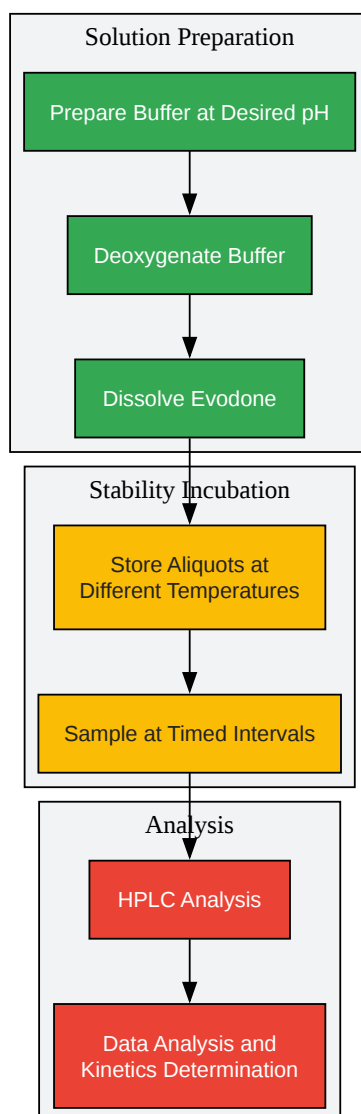 Solution Preparation
Prepare Buffer at Desired pH
Deoxygenate Buffer
Dissolve Evodone
Stability Incubation
Store Aliquots at
Different Temperatures
Sample at Timed Intervals
Analysis
HPLC Analysis
Data Analysis and
Kinetics Determination